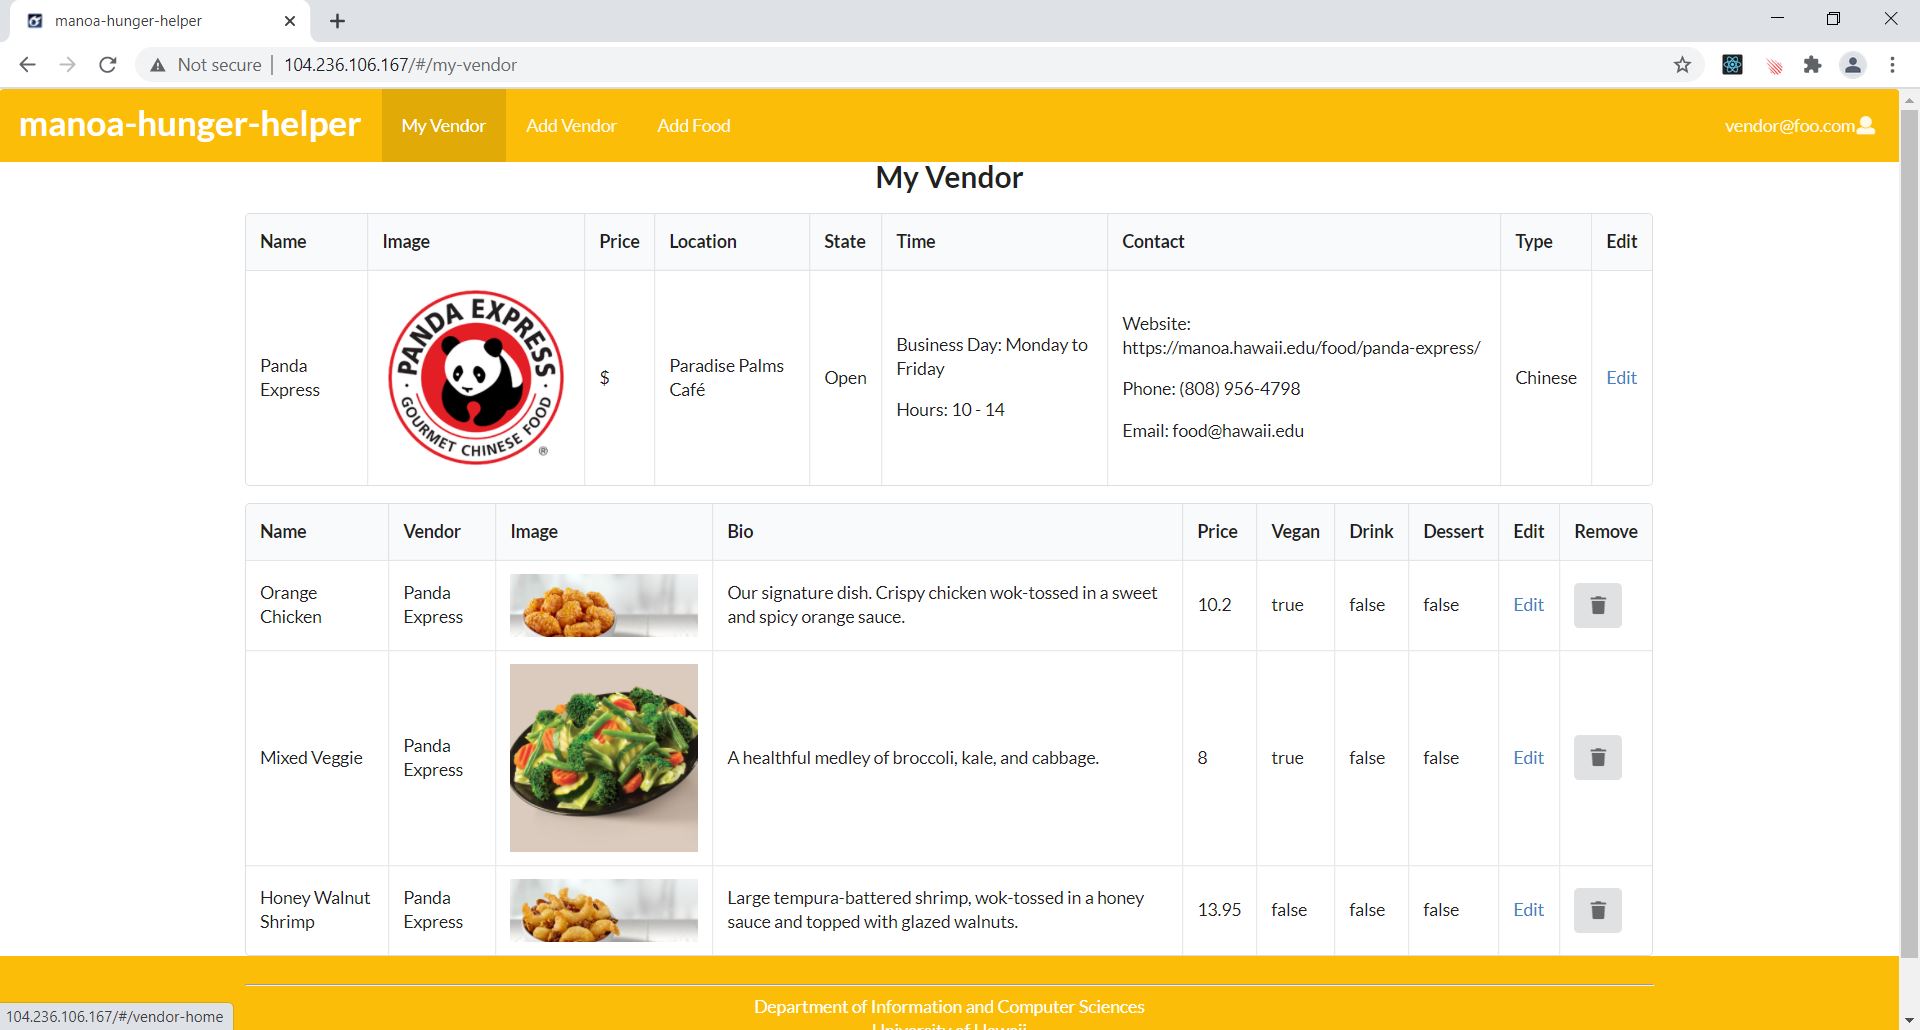 manoa-hunger-helper
Not secure
104.236.106.167/#/my-vendor
manoa-hunger-helper
My Vendor
Add Vendor
Add Food
vendor@foo.com
My Vendor
Name
Image
Price
Location
State
Time
Contact
Type
Edit
Panda
Express
PANDA EXPRESS
GOURMET CHINESE FOOD
®
$
Paradise Palms
Café
Open
Business Day: Monday to
Friday
Hours: 10 - 14
Website:
https://manoa.hawaii.edu/food/panda-express/
Phone: (808) 956-4798
Email: food@hawaii.edu
Chinese
Edit
Name
Vendor
Image
Bio
Price
Vegan
Drink
Dessert
Edit
Remove
Orange
Chicken
Panda
Express
Our signature dish. Crispy chicken wok-tossed in a sweet
and spicy orange sauce.
10.2
true
false
false
Edit
Mixed Veggie
Panda
Express
A healthful medley of broccoli, kale, and cabbage.
8
true
false
false
Edit
Honey Walnut
Shrimp
Panda
Express
Large tempura-battered shrimp, wok-tossed in a honey
sauce and topped with glazed walnuts.
13.95
false
false
false
Edit
Department of Information and Computer Sciences
University of Hawaii
104.236.106.167/#/vendor-home